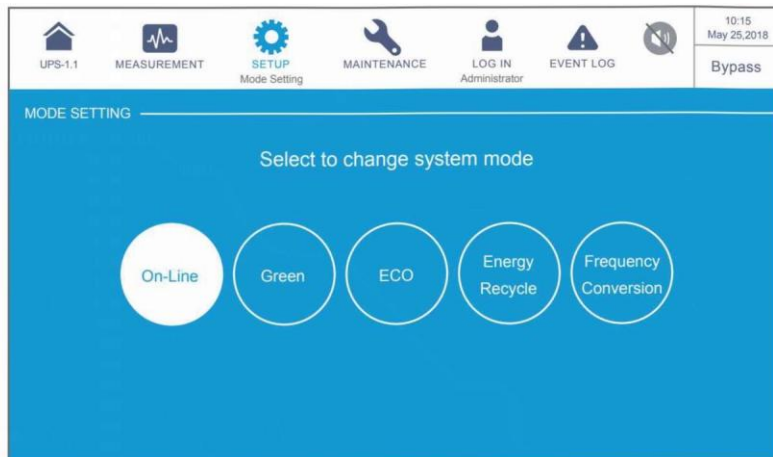 10:15
May 25,2018
UPS-1.1
MEASUREMENT
SETUP
Mode Setting
MAINTENANCE
LOG IN
Administrator
EVENT LOG
Bypass
MODE SETTING
Select to change system mode
On-Line
Green
ECO
Energy
Recycle
Frequency
Conversion